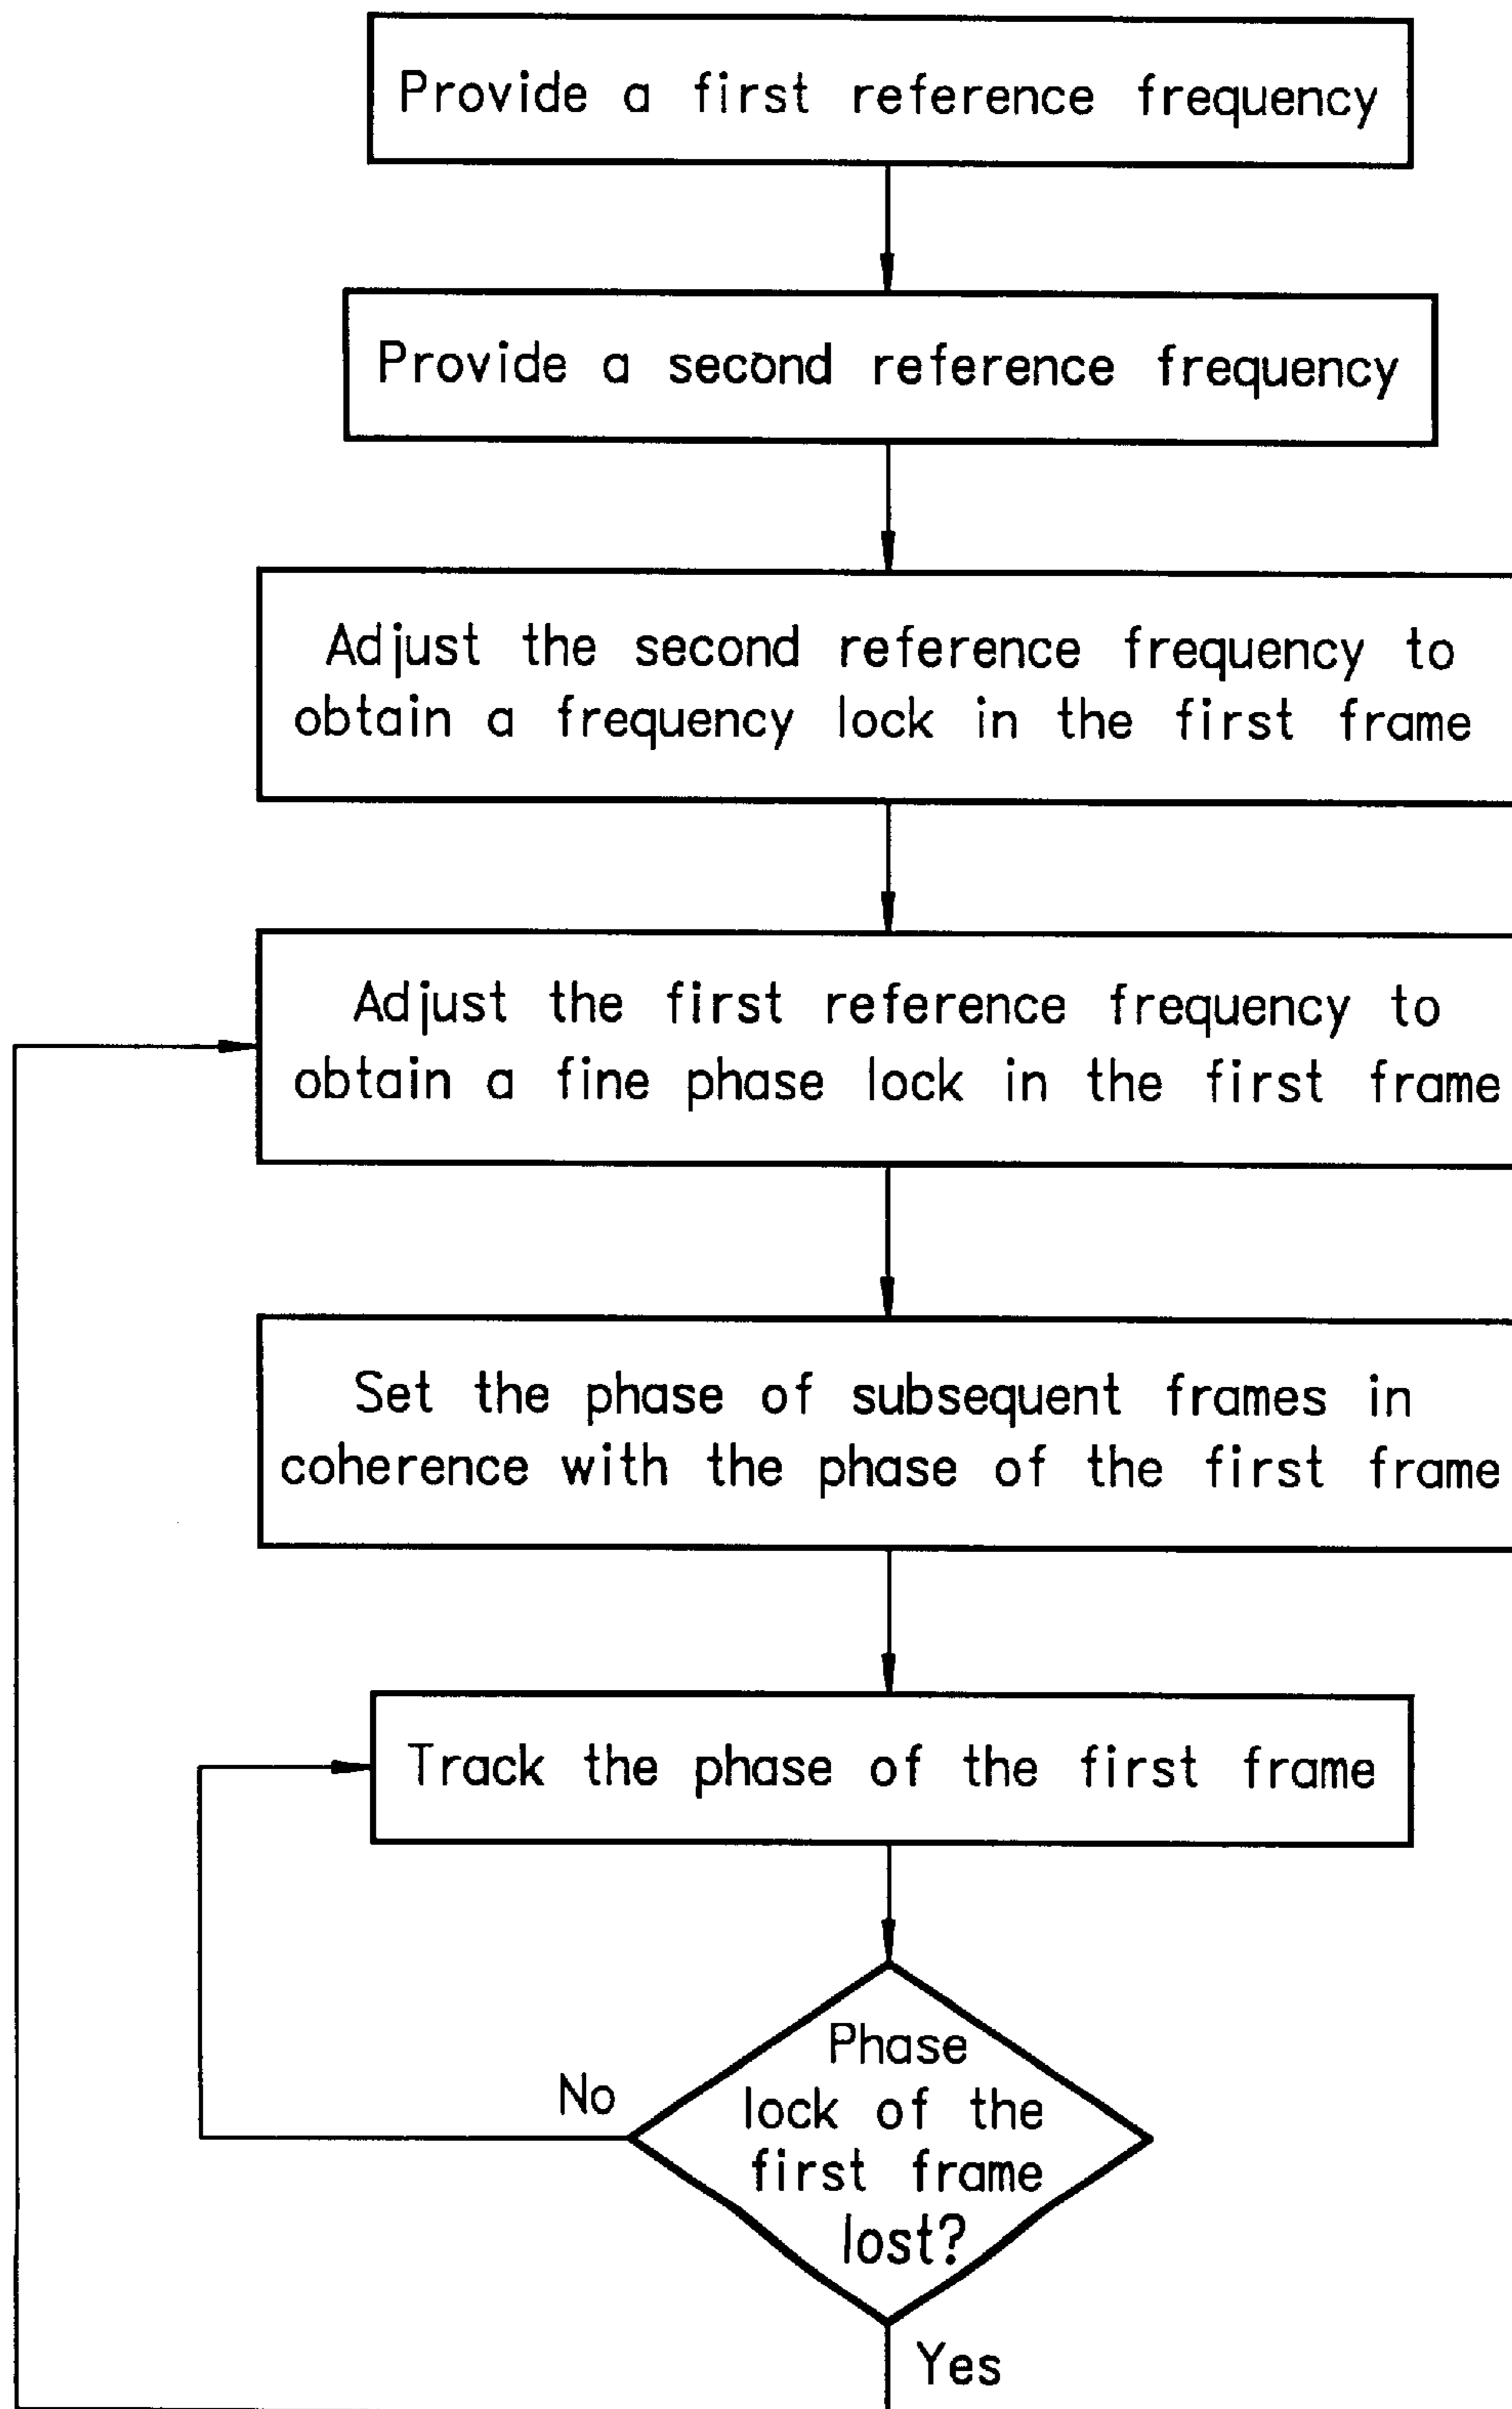 Provide a first reference frequency
Provide a second reference frequency
Adjust the second reference frequency to
obtain a frequency lock in the first frame
Adjust the first reference frequency to
obtain a fine phase lock in the first frame
Set the phase of subsequent frames in
coherence with the phase of the first frame
Track the phase of the first frame
Phase
No
lock of the
first frame
lost?
Yes